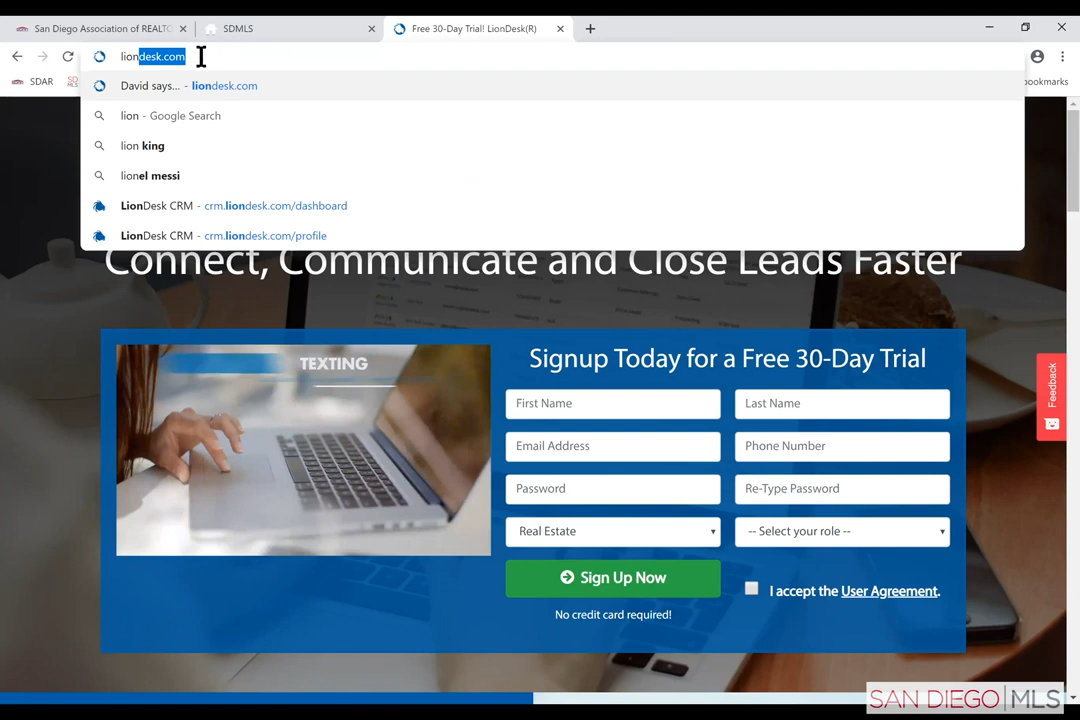 San Diego Association of REALTO
SDMLS
Free 30-Day Trial! LionDesk(R)
liondesk.com
SDAR
SD
MLS
bookmarks
David says... - liondesk.com
lion - Google Search
lion king
lionel messi
LionDesk CRM - crm.liondesk.com/dashboard
LionDesk CRM - crm.liondesk.com/profile
Connect, Communicate and Close Leads Faster
TEXTING
Signup Today for a Free 30-Day Trial
First Name
Last Name
Email Address
Phone Number
Password
Re-Type Password
Real Estate
-- Select your role --
Sign Up Now
I accept the User Agreement.
No credit card required!
Feedback
SAN DIEGO | MLS